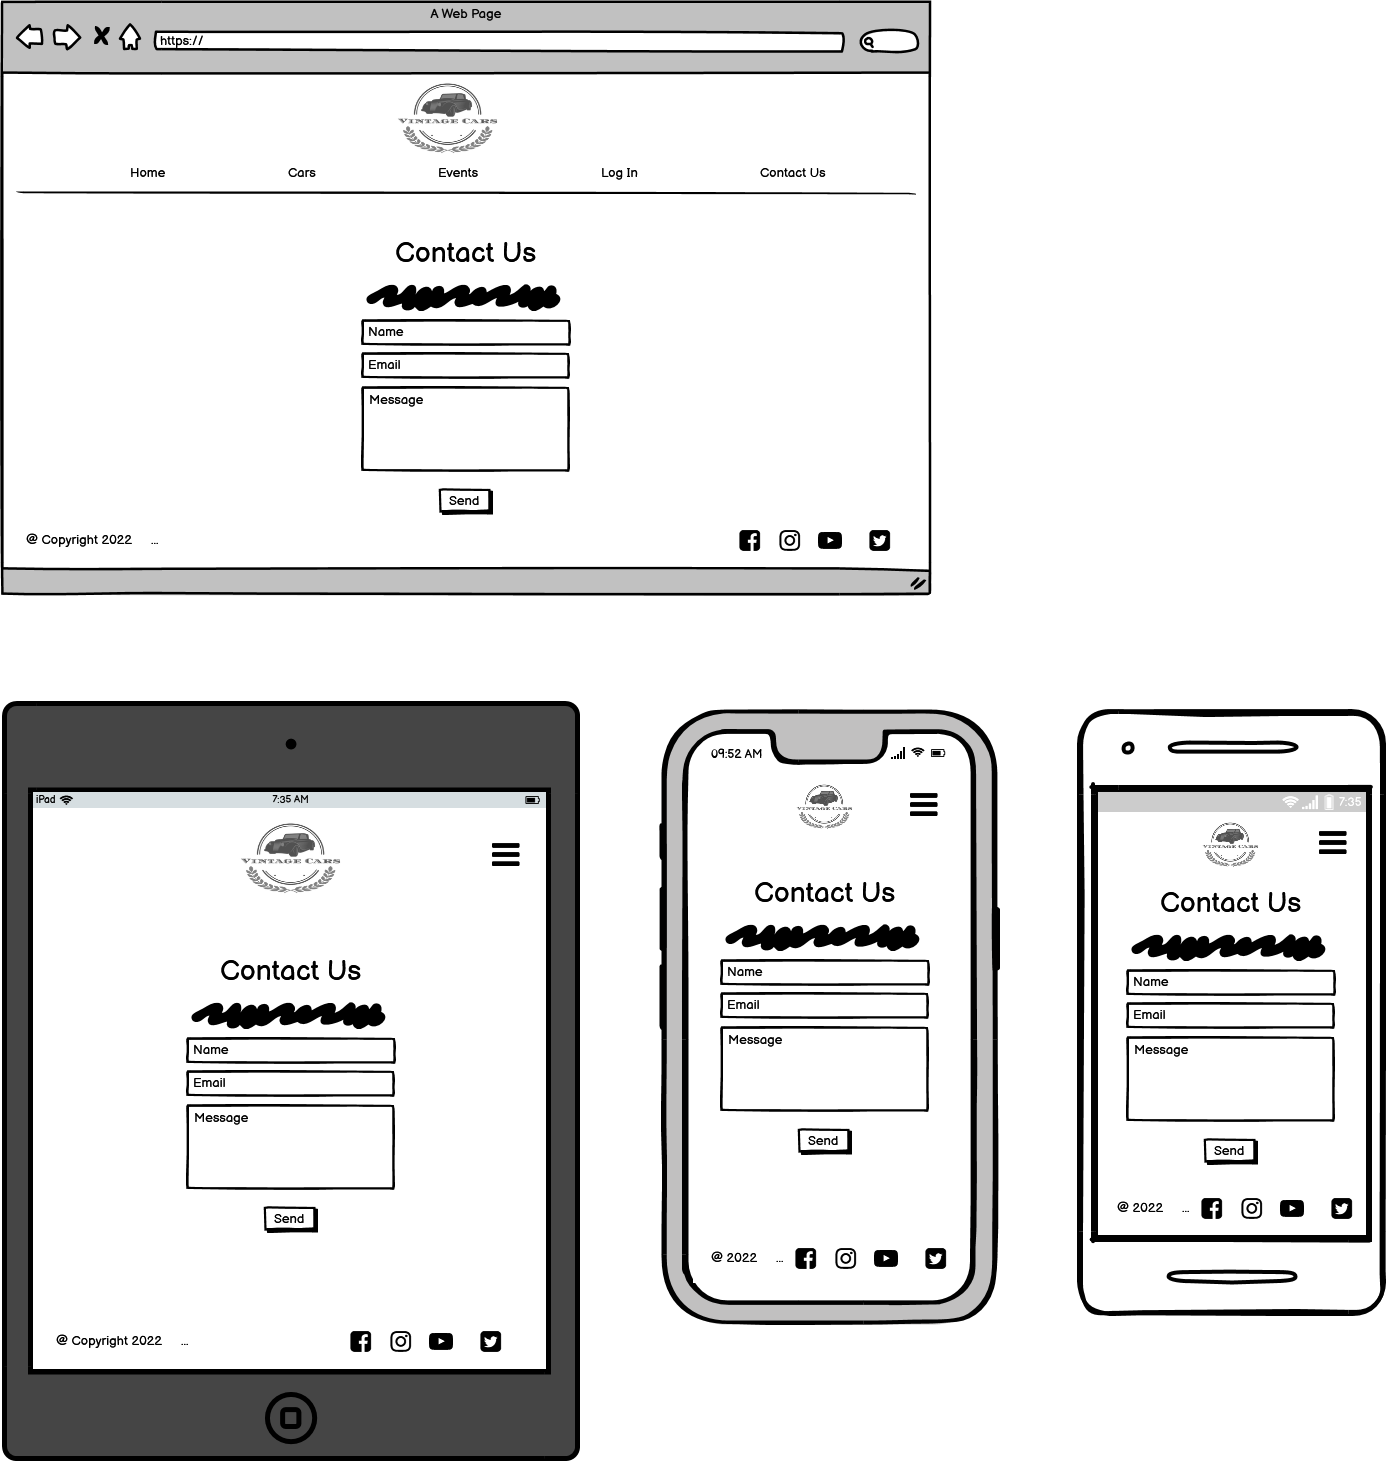 A Web Page
https://
VINTAGE CARS
Home Cars Events Log In Contact Us
Contact Us
Name
Email
Message
Send
@ Copyright 2022 ...
iPad 7:35 AM
VINTAGE CARS
Contact Us
Name
Email
Message
Send
@ Copyright 2022 ...
09:52 AM
VINTAGE CARS
Contact Us
Name
Email
Message
Send
@ 2022 ...
7:35
VINTAGE CARS
Contact Us
Name
Email
Message
Send
@ 2022 ...